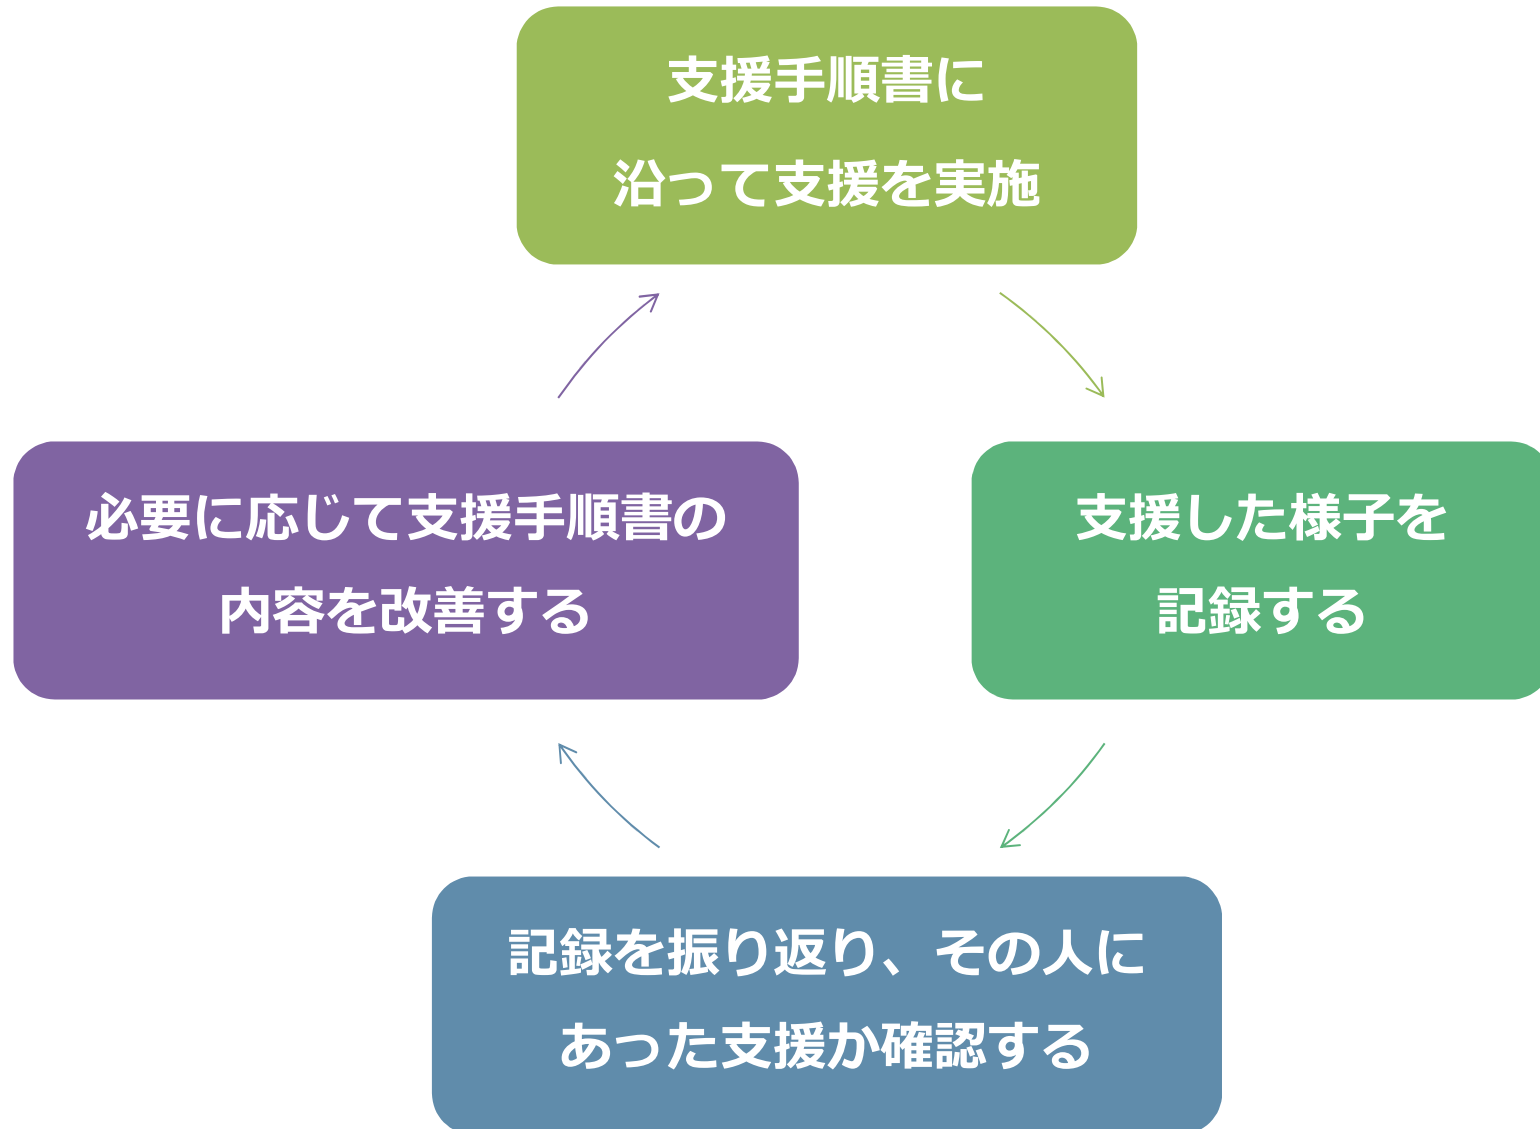 支援手順書に
沿って支援を実施
支援した様子を
記録する
記録を振り返り、その人に
あった支援か確認する
必要に応じて支援手順書の
内容を改善する